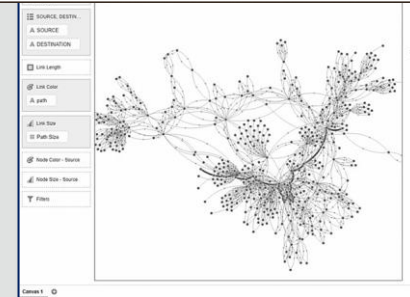 SOURCE, DESTIN...
A SOURCE
A DESTINATION
Link Length
Link Color
A path
Link Size
Path Size
Node Color - Source
Node Size - Source
Filters
Canvas 1